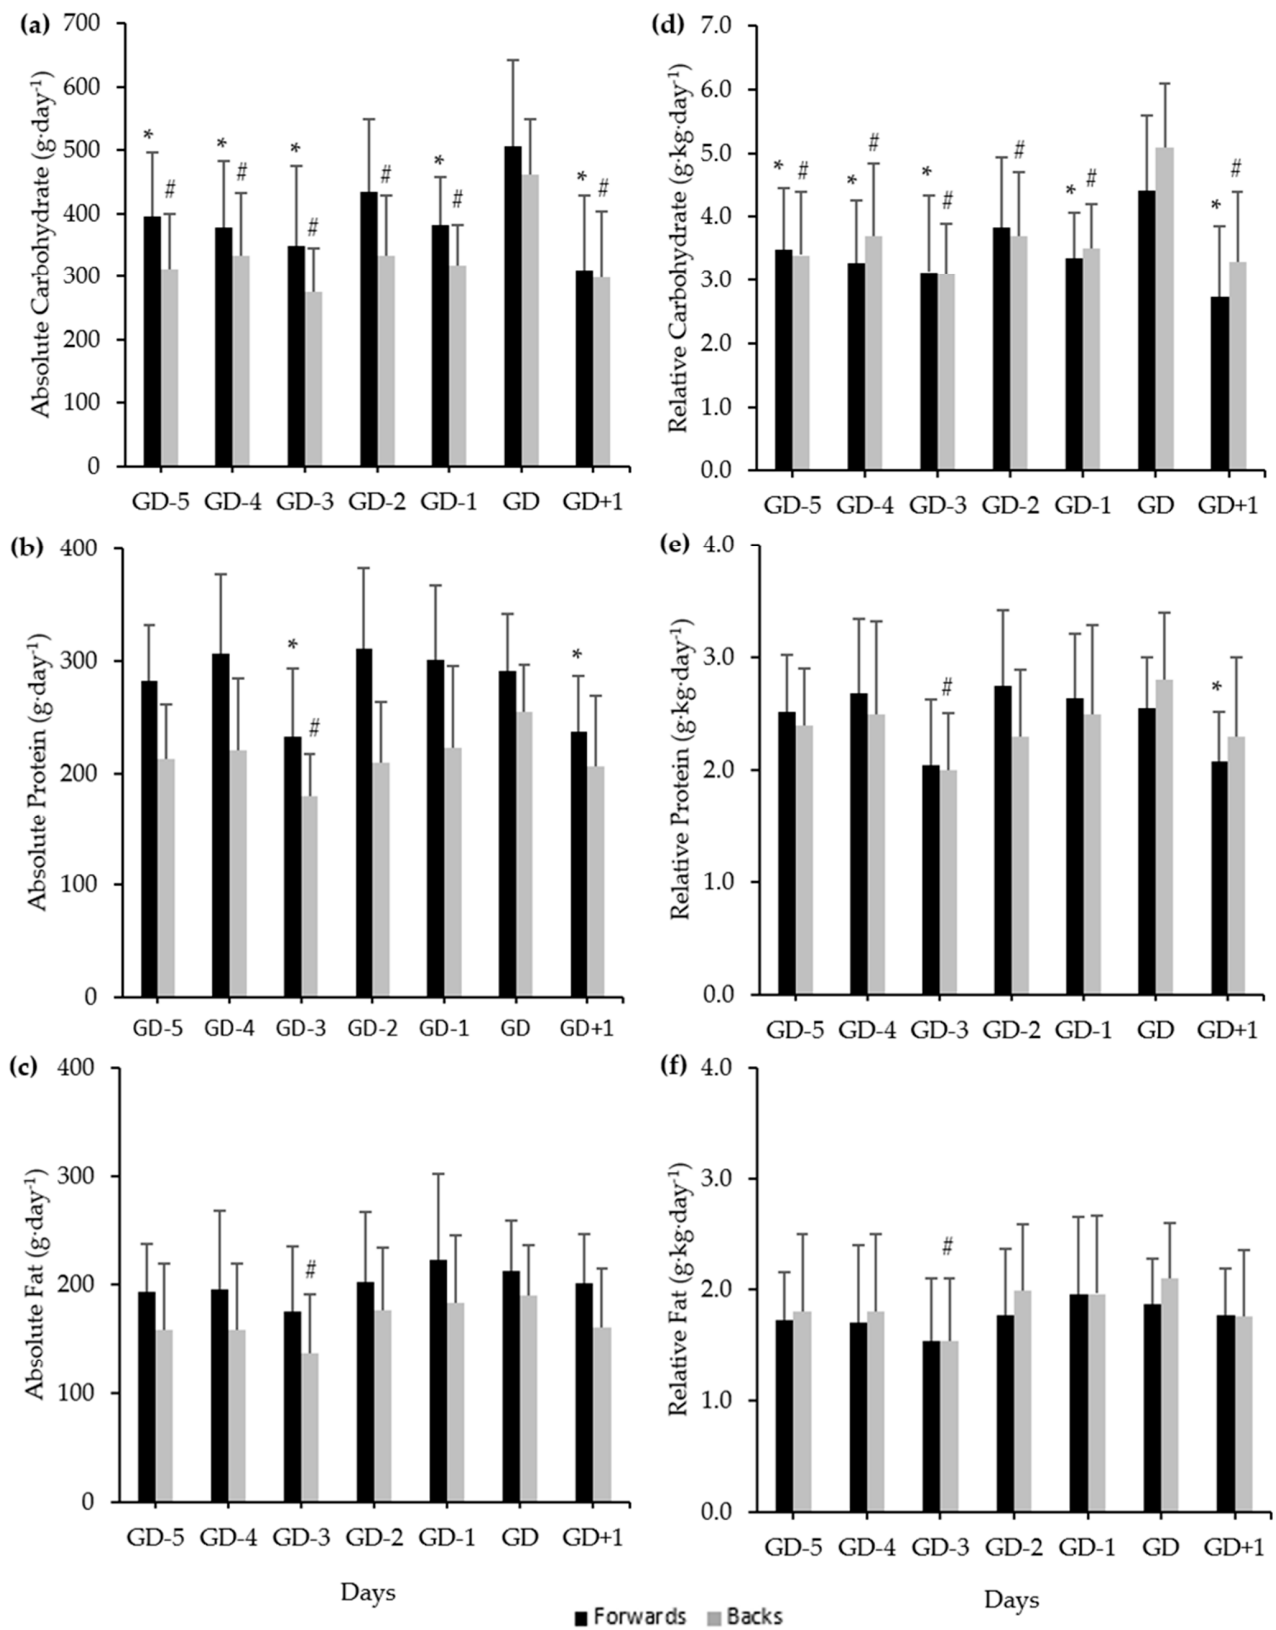 (a)
Absolute Carbohydrate (g·day⁻¹)
700
600
500
400
300
200
100
0
* # * # * # * # # * # *
GD-5 GD-4 GD-3 GD-2 GD-1 GD GD+1
(d)
Relative Carbohydrate (g·kg·day⁻¹)
7.0
6.0
5.0
4.0
3.0
2.0
1.0
0.0
* # * # * # # * # * #
GD-5 GD-4 GD-3 GD-2 GD-1 GD GD+1
(b)
Absolute Protein (g·day⁻¹)
400
300
200
100
0
* # *
GD-5 GD-4 GD-3 GD-2 GD-1 GD GD+1
(e)
Relative Protein (g·kg·day⁻¹)
4.0
3.0
2.0
1.0
0.0
# *
GD-5 GD-4 GD-3 GD-2 GD-1 GD GD+1
(c)
Absolute Fat (g·day⁻¹)
400
300
200
100
0
#
GD-5 GD-4 GD-3 GD-2 GD-1 GD GD+1
Days
(f)
Relative Fat (g·kg·day⁻¹)
4.0
3.0
2.0
1.0
0.0
#
GD-5 GD-4 GD-3 GD-2 GD-1 GD GD+1
Days
Forwards Backs